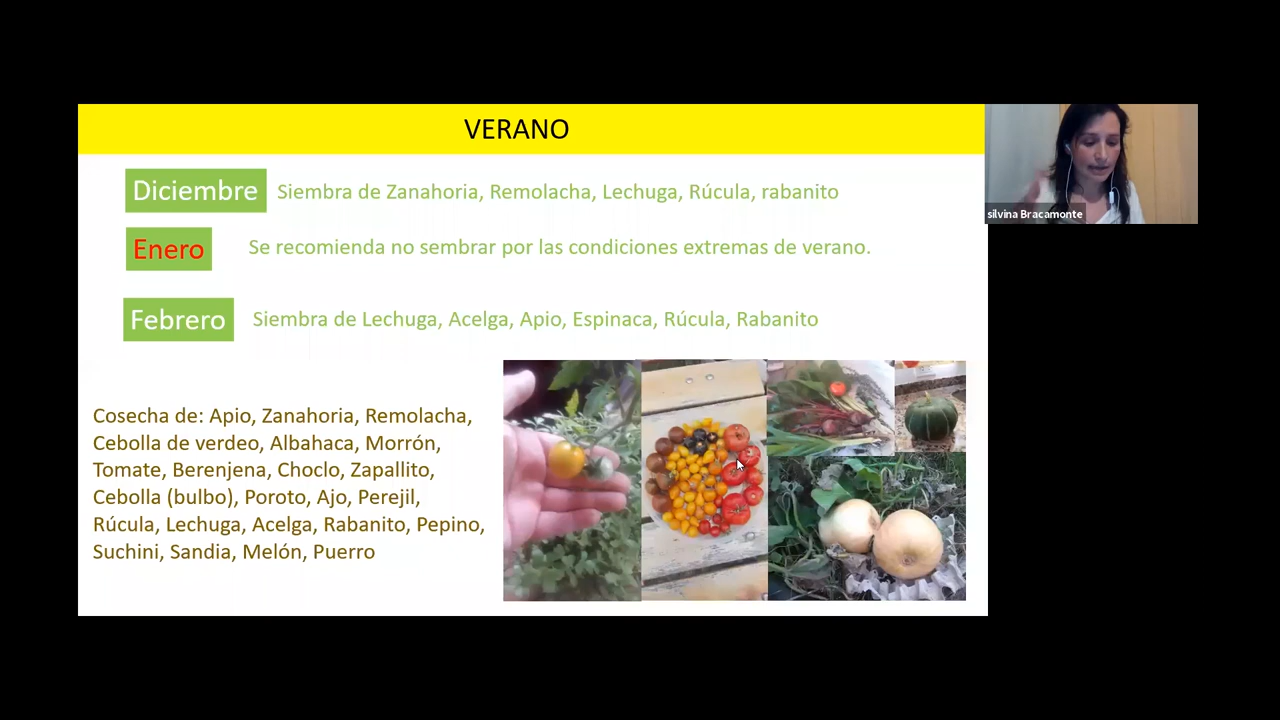 VERANO
Diciembre Siembra de Zanahoria, Remolacha, Lechuga, Rúcula, rabanito
silvina Bracamonte
Enero Se recomienda no sembrar por las condiciones extremas de verano.
Febrero Siembra de Lechuga, Acelga, Apio, Espinaca, Rúcula, Rabanito
Cosecha de: Apio, Zanahoria, Remolacha,
Cebolla de verdeo, Albahaca, Morrón,
Tomate, Berenjena, Choclo, Zapallito,
Cebolla (bulbo), Poroto, Ajo, Perejil,
Rúcula, Lechuga, Acelga, Rabanito, Pepino,
Suchini, Sandia, Melón, Puerro